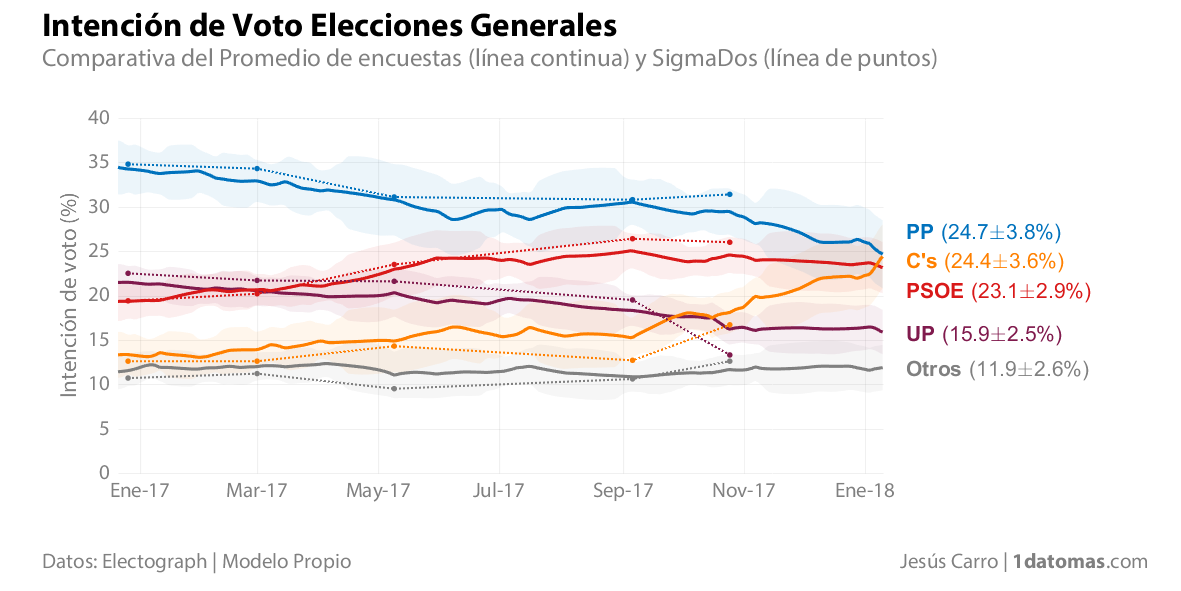 Intención de Voto Elecciones Generales
Comparativa del Promedio de encuestas (línea continua) y SigmaDos (línea de puntos)
Intención de voto (%)
40
35
30
25
20
15
10
5
0
Ene-17 Mar-17 May-17 Jul-17 Sep-17 Nov-17 Ene-18
PP (24.7±3.8%)
C's (24.4±3.6%)
PSOE (23.1±2.9%)
UP (15.9±2.5%)
Otros (11.9±2.6%)
Datos: Electograph | Modelo Propio
Jesús Carro | 1datomas.com